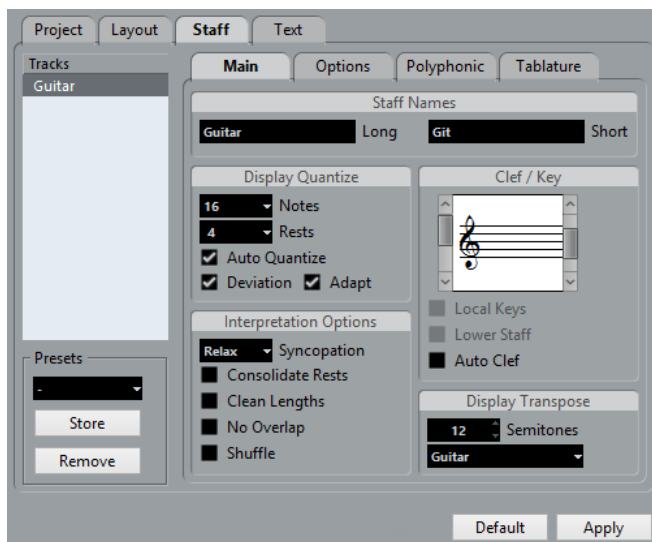 Project Layout Staff Text
Tracks
Guitar
Main Options Polyphonic Tablature
Staff Names
Guitar Long Git Short
Display Quantize
16 Notes
4 Rests
Auto Quantize
Deviation Adapt
Clef / Key
Local Keys
Lower Staff
Auto Clef
Interpretation Options
Relax Syncopation
Consolidate Rests
Clean Lengths
No Overlap
Shuffle
Display Transpose
12 Semitones
Guitar
Presets
-
Store
Remove
Default Apply